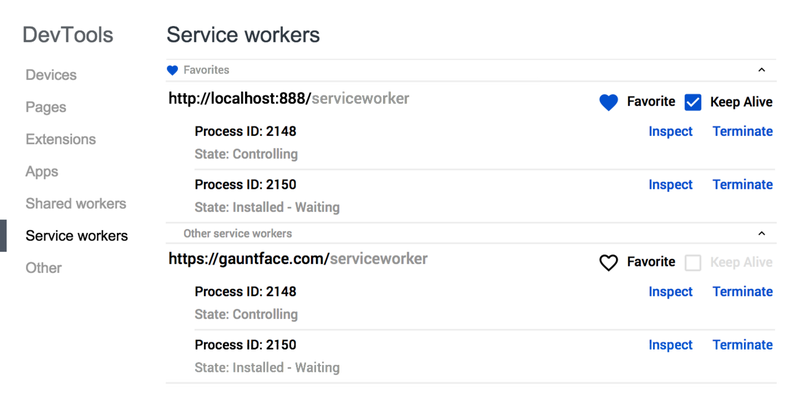 DevTools
Devices
Pages
Extensions
Apps
Shared workers
Service workers
Other
Service workers
Favorites
http://localhost:888/serviceworker Favorite Keep Alive
Process ID: 2148 Inspect Terminate
State: Controlling
Process ID: 2150 Inspect Terminate
State: Installed - Waiting
Other service workers
https://gauntface.com/serviceworker Favorite Keep Alive
Process ID: 2148 Inspect Terminate
State: Controlling
Process ID: 2150 Inspect Terminate
State: Installed - Waiting